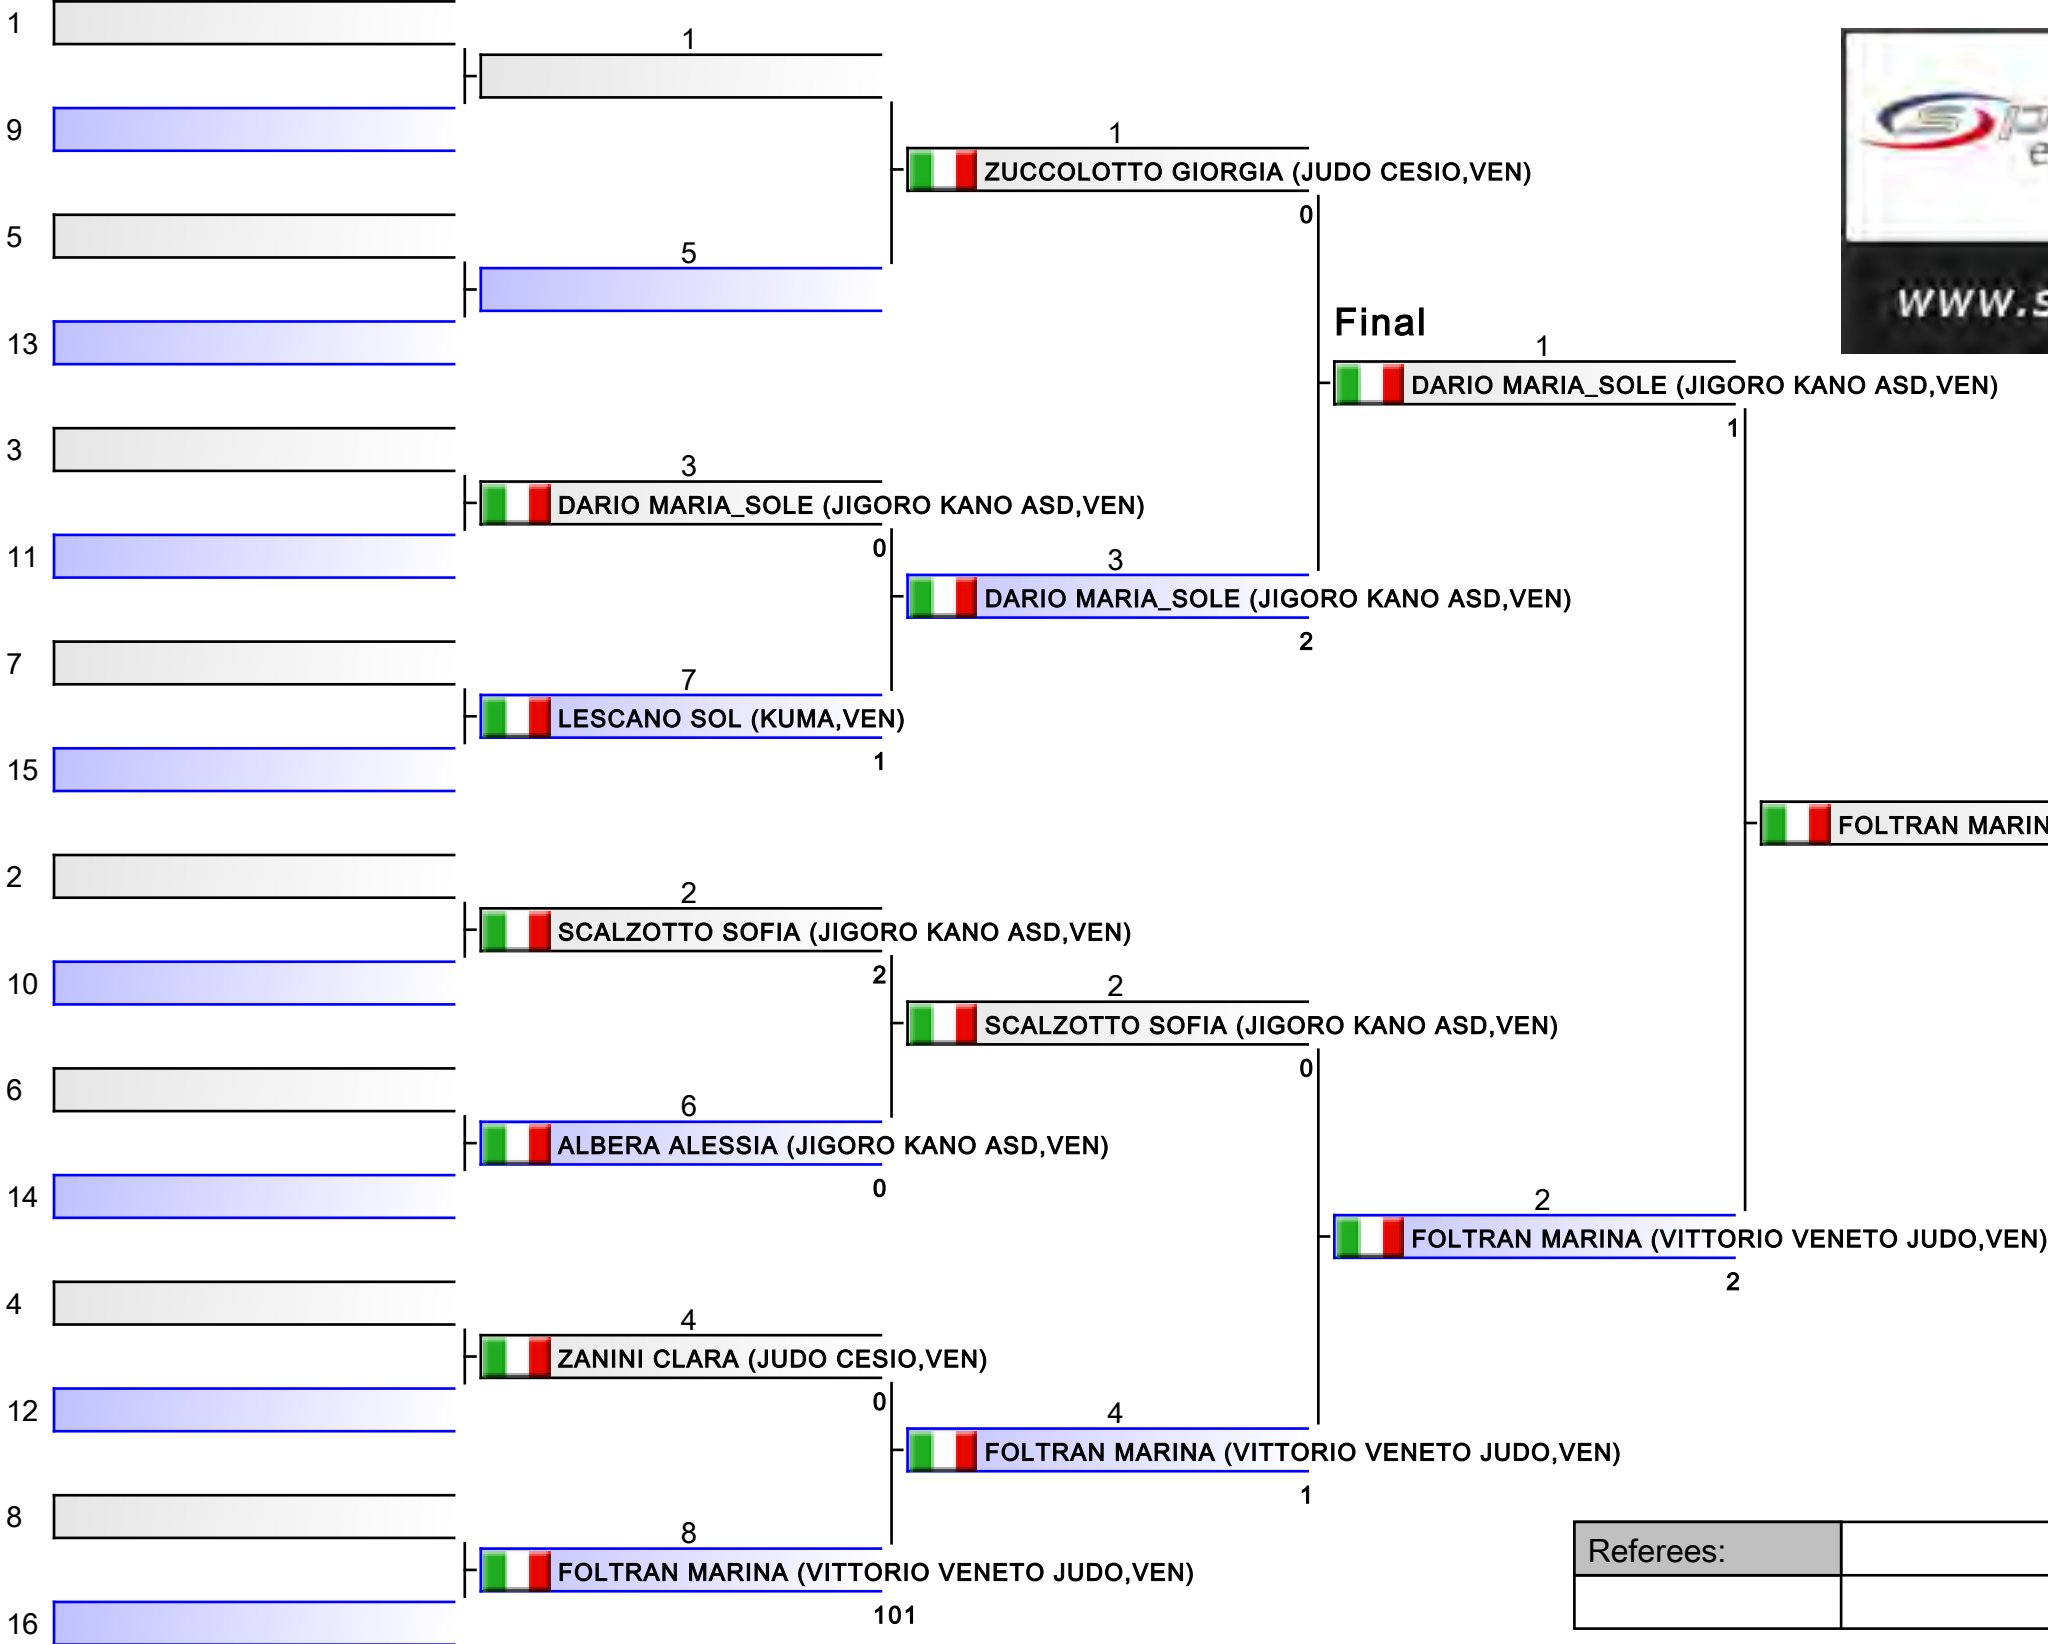 1
1
9
1
ZUCCOLOTTO GIORGIA (JUDO CESIO,VEN)
0
5
5
13
Final
1
DARIO MARIA_SOLE (JIGORO KANO ASD,VEN)
1
www.s
3
3
DARIO MARIA_SOLE (JIGORO KANO ASD,VEN)
0
11
3
DARIO MARIA_SOLE (JIGORO KANO ASD,VEN)
2
7
7
LESCANO SOL (KUMA,VEN)
1
15
FOLTRAN MARIN
2
2
SCALZOTTO SOFIA (JIGORO KANO ASD,VEN)
2
10
2
SCALZOTTO SOFIA (JIGORO KANO ASD,VEN)
0
6
6
ALBERA ALESSIA (JIGORO KANO ASD,VEN)
0
14
2
FOLTRAN MARINA (VITTORIO VENETO JUDO,VEN)
2
4
4
ZANINI CLARA (JUDO CESIO,VEN)
0
12
4
FOLTRAN MARINA (VITTORIO VENETO JUDO,VEN)
1
8
8
FOLTRAN MARINA (VITTORIO VENETO JUDO,VEN)
101
16
Referees: